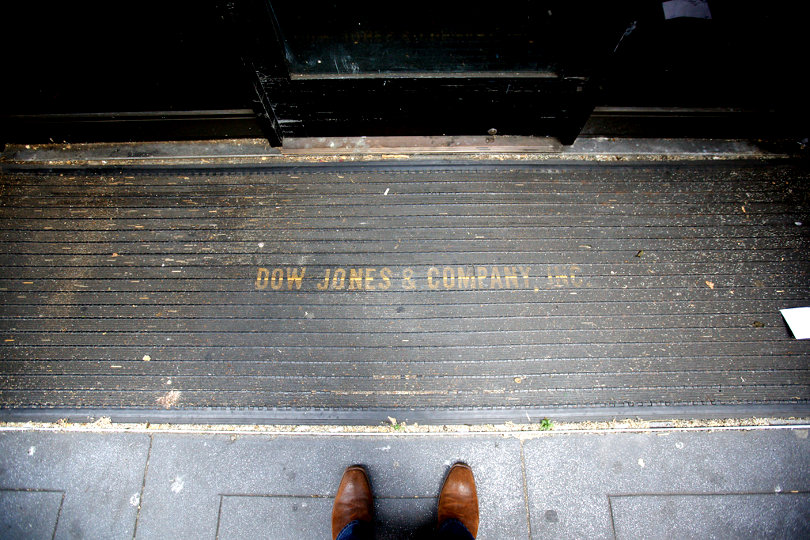 DOW JONES & COMPANY, INC.